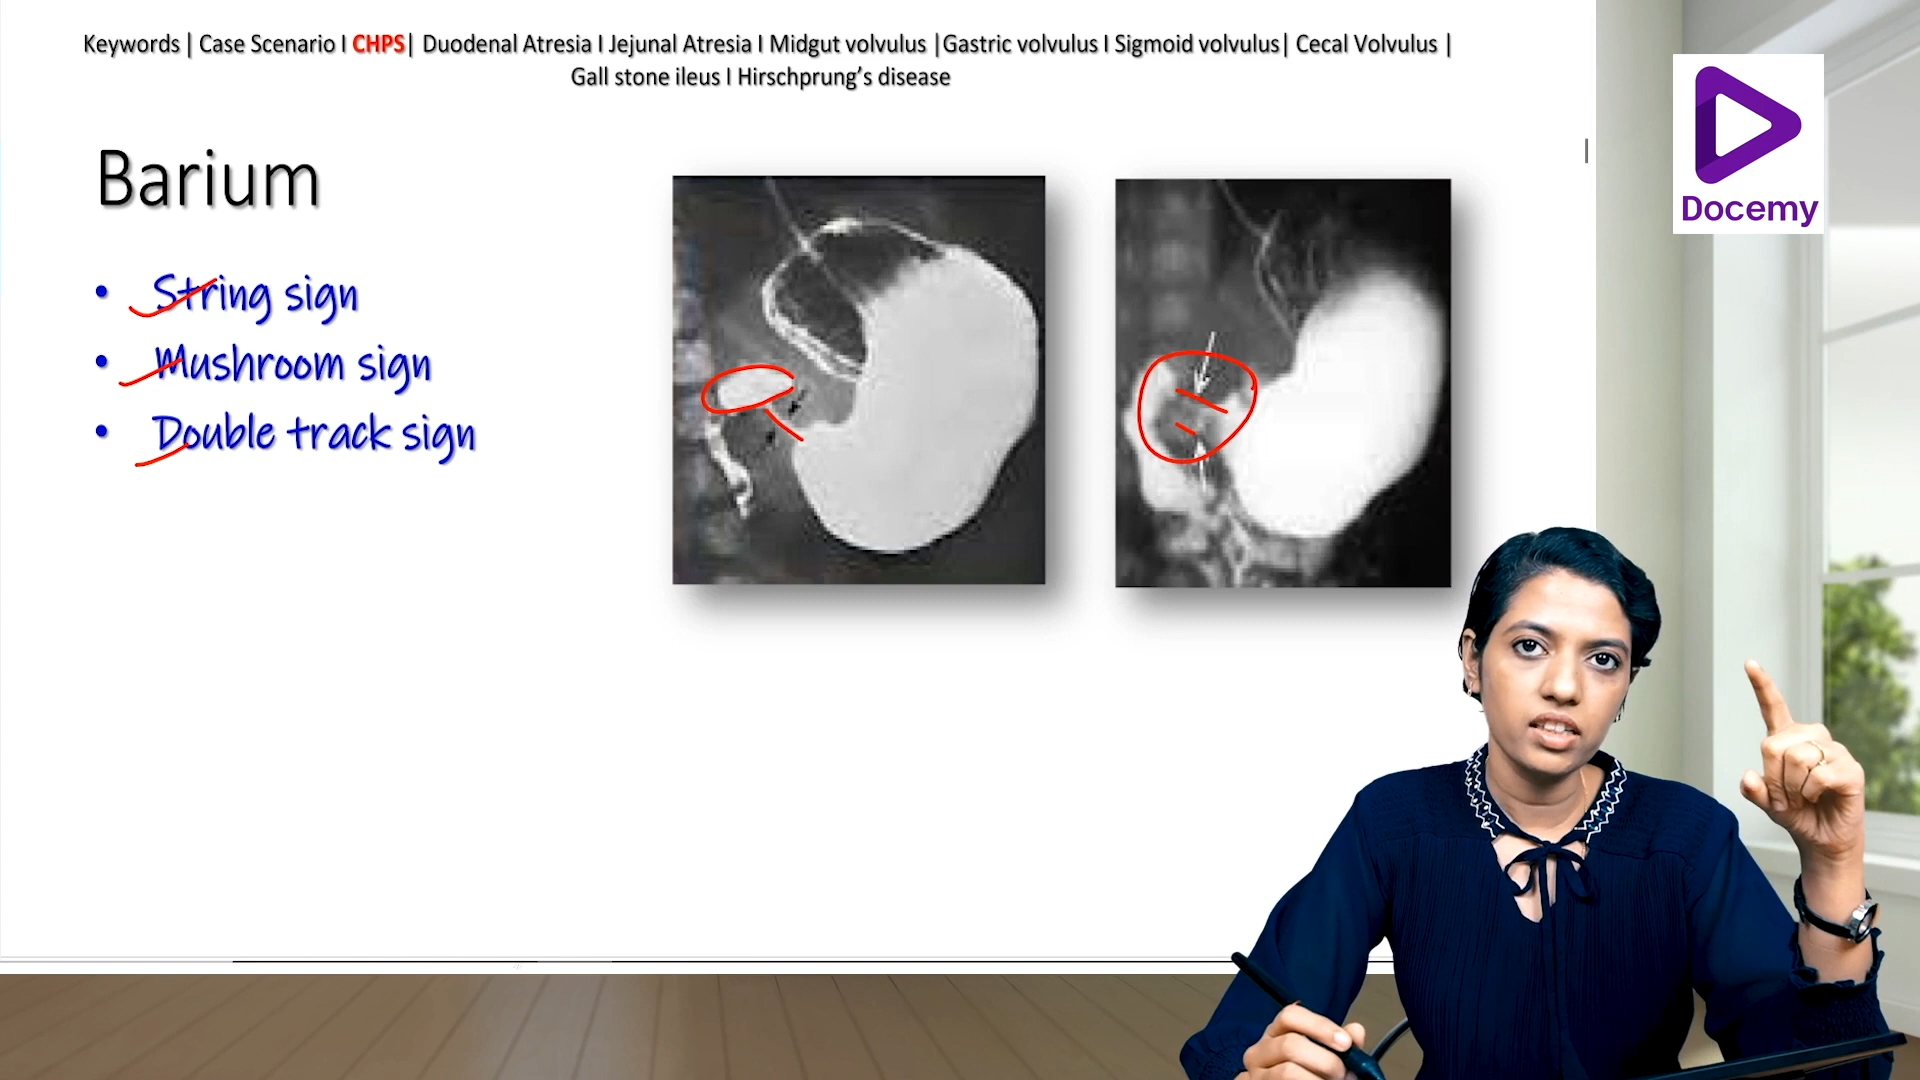 Keywords | Case Scenario I CHPS| Duodenal Atresia I Jejunal Atresia I Midgut volvulus |Gastric volvulus I Sigmoid volvulus| Cecal Volvulus |
Gall stone ileus I Hirschprung’s disease
Docemy
Barium
• String sign
• Mushroom sign
• Double track sign